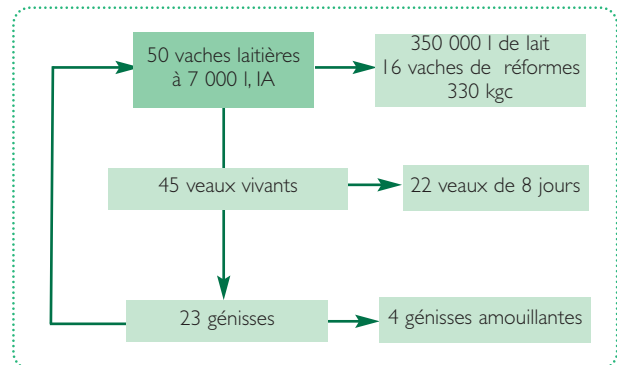 50 vaches laitières
à 7 000 l, IA
350 000 l de lait
16 vaches de réformes
330 kgc
45 veaux vivants
22 veaux de 8 jours
23 génisses
4 génisses amouillantes